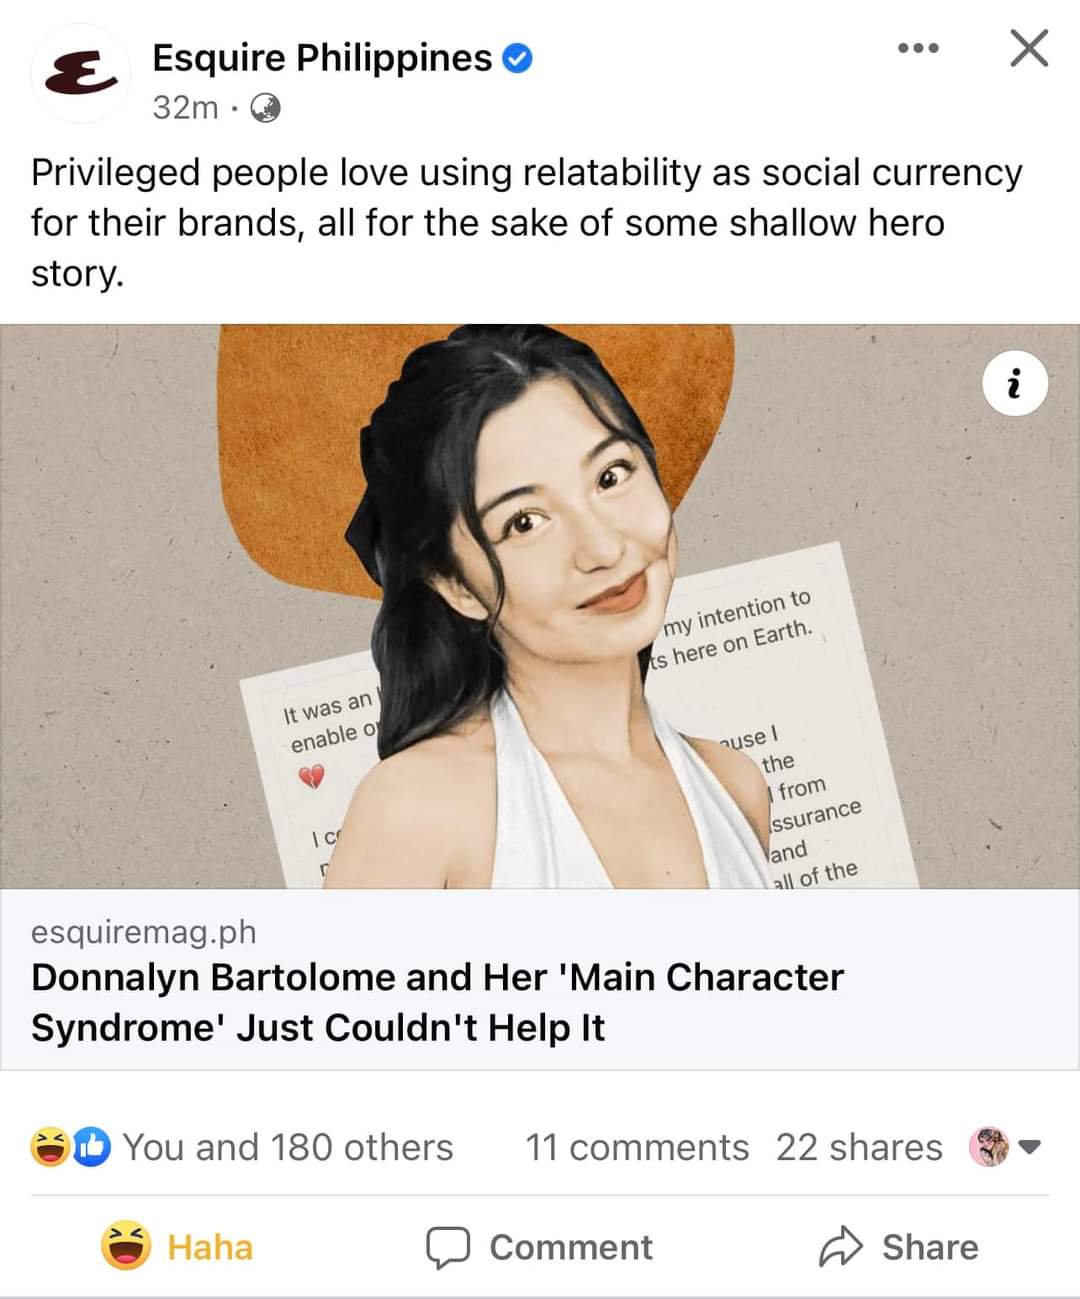 Esquire Philippines
32m
Privileged people love using relatability as social currency
for their brands, all for the sake of some shallow hero
story.
my intention to
ts here on Earth.
It was an
enable o
ause I
the
from
ssurance
and
all of the
I c
esquiremag.ph
Donnalyn Bartolome and Her 'Main Character
Syndrome' Just Couldn't Help It
You and 180 others 11 comments 22 shares
Haha Comment Share